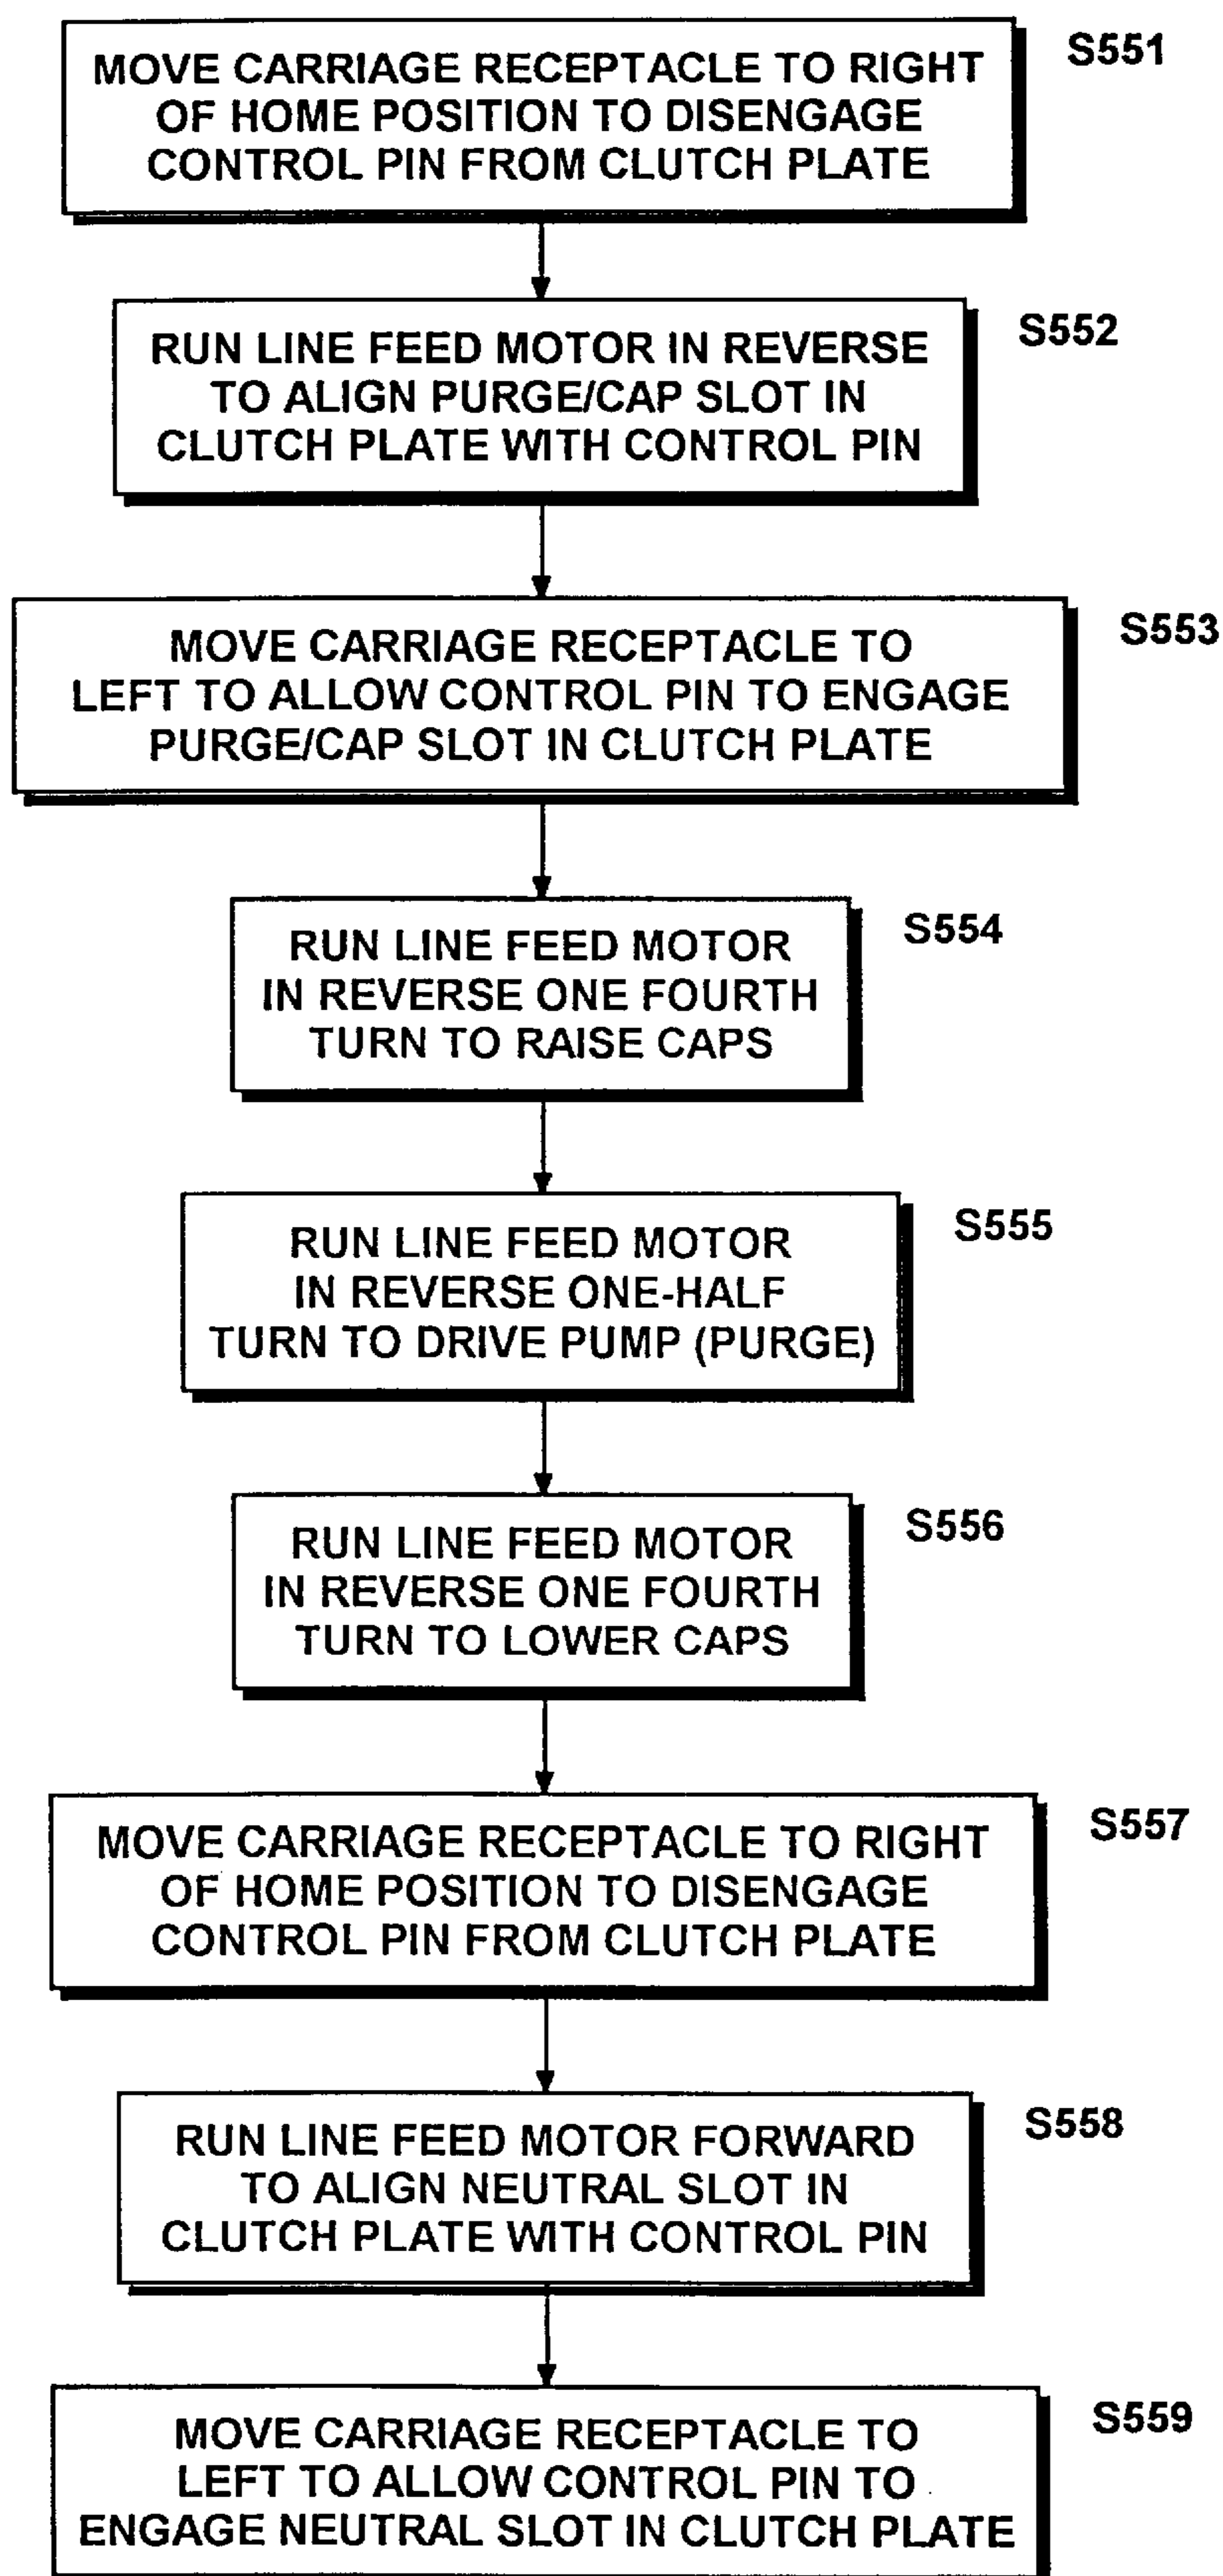 MOVE CARRIAGE RECEPTACLE TO RIGHT
OF HOME POSITION TO DISENGAGE
CONTROL PIN FROM CLUTCH PLATE
S551
RUN LINE FEED MOTOR IN REVERSE
TO ALIGN PURGE/CAP SLOT IN
CLUTCH PLATE WITH CONTROL PIN
S552
MOVE CARRIAGE RECEPTACLE TO
LEFT TO ALLOW CONTROL PIN TO ENGAGE
PURGE/CAP SLOT IN CLUTCH PLATE
S553
RUN LINE FEED MOTOR
IN REVERSE ONE FOURTH
TURN TO RAISE CAPS
S554
RUN LINE FEED MOTOR
IN REVERSE ONE-HALF
TURN TO DRIVE PUMP (PURGE)
S555
RUN LINE FEED MOTOR
IN REVERSE ONE FOURTH
TURN TO LOWER CAPS
S556
MOVE CARRIAGE RECEPTACLE TO RIGHT
OF HOME POSITION TO DISENGAGE
CONTROL PIN FROM CLUTCH PLATE
S557
RUN LINE FEED MOTOR FORWARD
TO ALIGN NEUTRAL SLOT IN
CLUTCH PLATE WITH CONTROL PIN
S558
MOVE CARRIAGE RECEPTACLE TO
LEFT TO ALLOW CONTROL PIN TO
ENGAGE NEUTRAL SLOT IN CLUTCH PLATE
S559